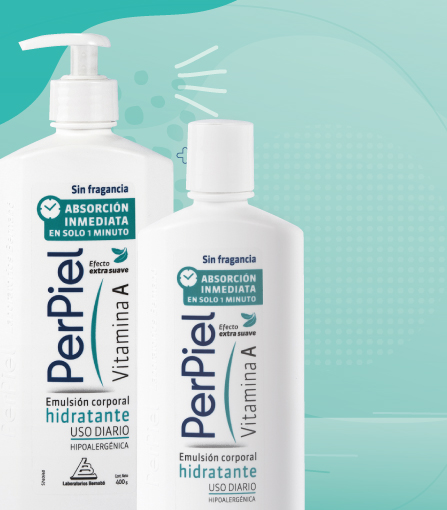 Sin fragancia
ABSORCIÓN
INMEDIATA
EN SOLO 1 MINUTO
Efecto
extra suave
PerPiel
Vitamina A
Emulsión corporal
hidratante
USO DIARIO
HIPOALERGÉNICA
Laboratorios Bernabó
Cont. Neto
400 g
Sin fragancia
ABSORCIÓN
INMEDIATA
EN SOLO 1 MINUTO
Efecto
extra suave
PerPiel
Vitamina A
Emulsión corporal
hidratante
USO DIARIO
HIPOALERGÉNICA